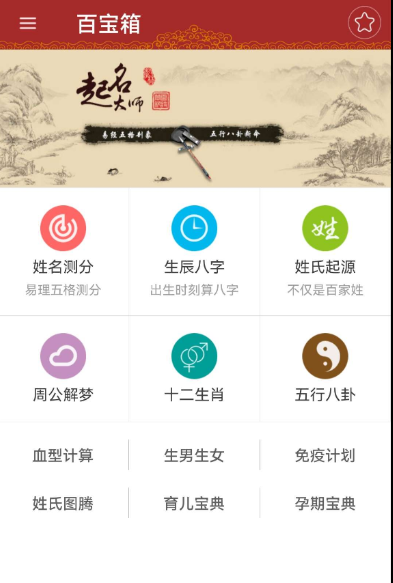 百宝箱
起名大师
易经五格剖象 五行八卦新命
姓名测分 生辰八字 姓氏起源
易理五格测分 出生时刻算八字 不仅是百家姓
姓
周公解梦 十二生肖 五行八卦
血型计算 生男生女 免疫计划
姓氏图腾 育儿宝典 孕期宝典